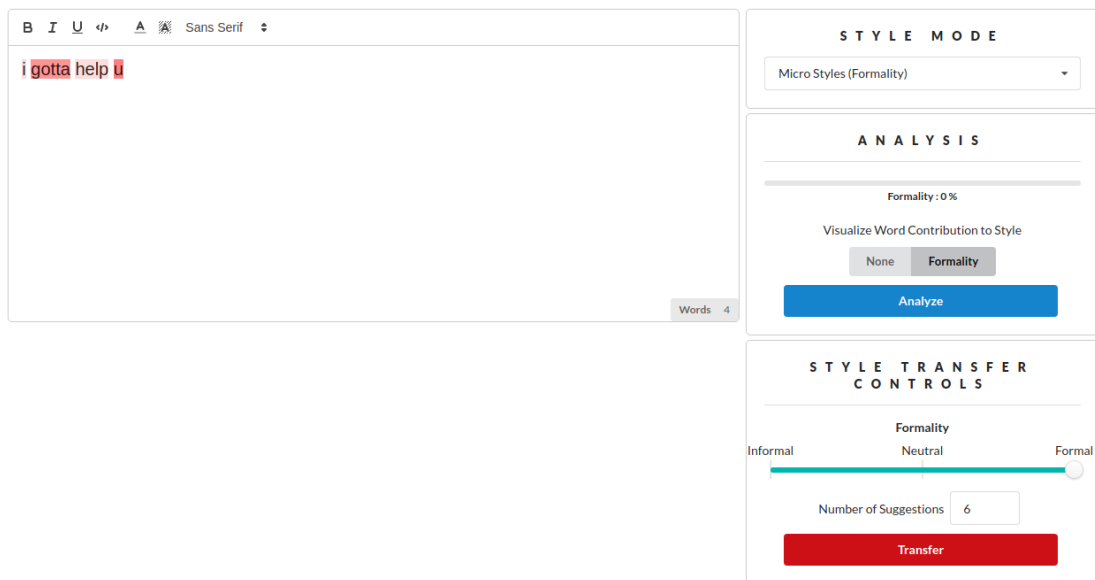 B I U </> A A Sans Serif
i gotta help u
Words 4
STYLE MODE
Micro Styles (Formality)
ANALYSIS
Formality : 0 %
Visualize Word Contribution to Style
None Formality
Analyze
STYLE TRANSFER
CONTROLS
Formality
Informal Neutral Formal
Number of Suggestions 6
Transfer